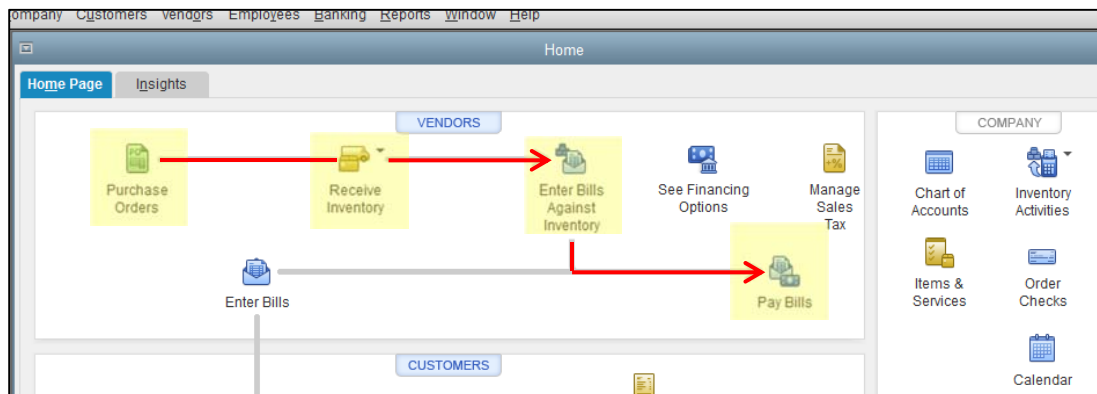 ompany Customers Vendors Employees Banking Reports Window Help
Home
Home Page Insights
VENDORS
COMPANY
Purchase
Orders
Receive
Inventory
Enter Bills
Against
Inventory
See Financing
Options
Manage
Sales
Tax
Chart of
Accounts
Inventory
Activities
Enter Bills
Pay Bills
Items &
Services
Order
Checks
CUSTOMERS
Calendar